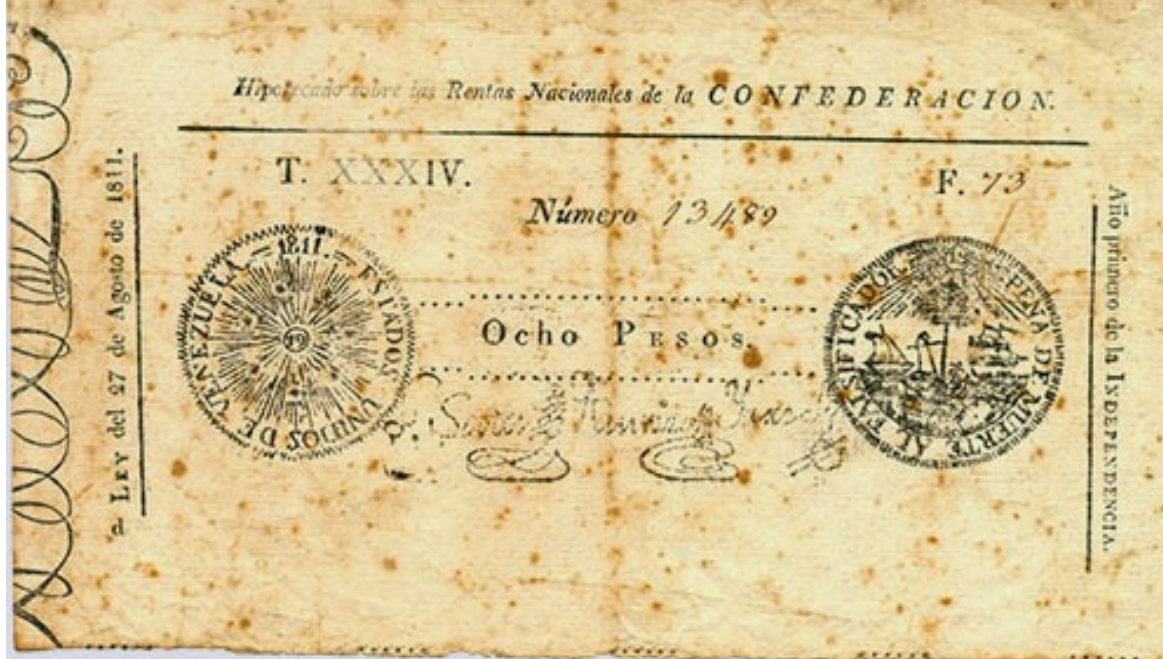 Hipotecado sobre las Rentas Nacionales de la CONFEDERACION.
T. XXXIV.
F. 73
Número 13489
d. LEY del 27 de Agosto de 1811.
ESTADOS UNIDOS DE VENEZUELA = 1811. =
19
Ocho PESOS.
PENA DE MUERTE AL FALSIFICADOR.
Año primero de la INDEPENDENCIA.